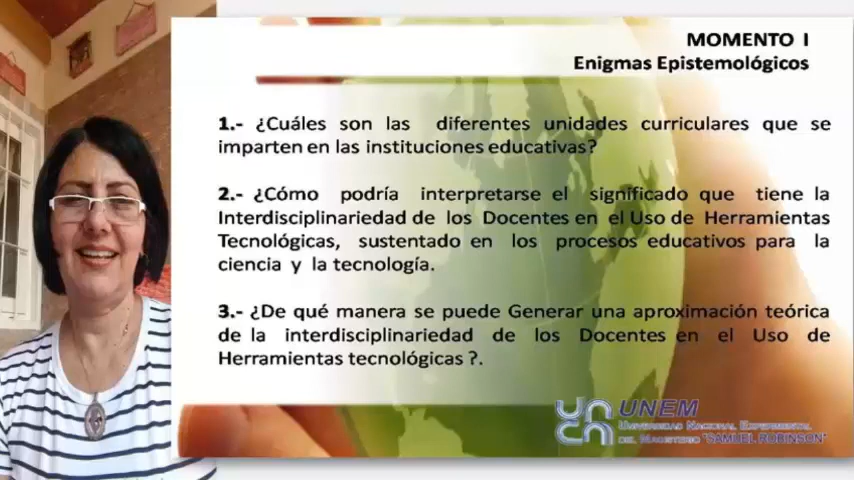 MOMENTO I
Enigmas Epistemológicos
1.- ¿Cuáles son las diferentes unidades curriculares que se
imparten en las instituciones educativas?
2.- ¿Cómo podría interpretarse el significado que tiene la
Interdisciplinariedad de los Docentes en el Uso de Herramientas
Tecnológicas, sustentado en los procesos educativos para la
ciencia y la tecnología.
3.- ¿De qué manera se puede Generar una aproximación teórica
de la interdisciplinariedad de los Docentes en el Uso de
Herramientas tecnológicas ?.
UNEM
Universidad Nacional Experimental
del Magisterio "SAMUEL ROBINSON"